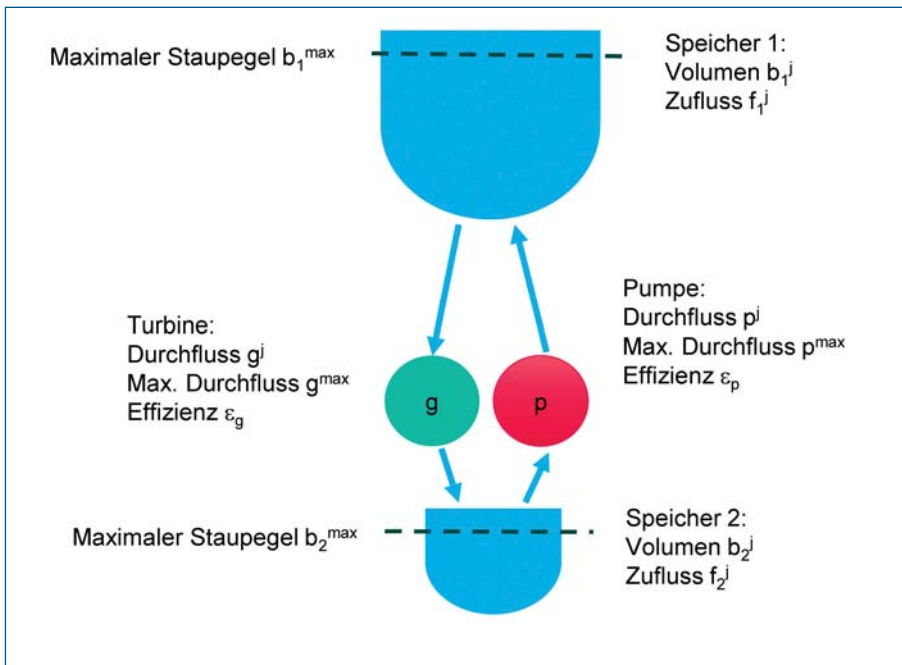 Maximaler Staupegel b₁ᵐᵃˣ
Speicher 1:
Volumen b₁ʲ
Zufluss f₁ʲ
Turbine:
Durchfluss gʲ
Max. Durchfluss gᵐᵃˣ
Effizienz ε_g
g
p
Pumpe:
Durchfluss pʲ
Max. Durchfluss pᵐᵃˣ
Effizienz εₚ
Maximaler Staupegel b₂ᵐᵃˣ
Speicher 2:
Volumen b₂ʲ
Zufluss f₂ʲ